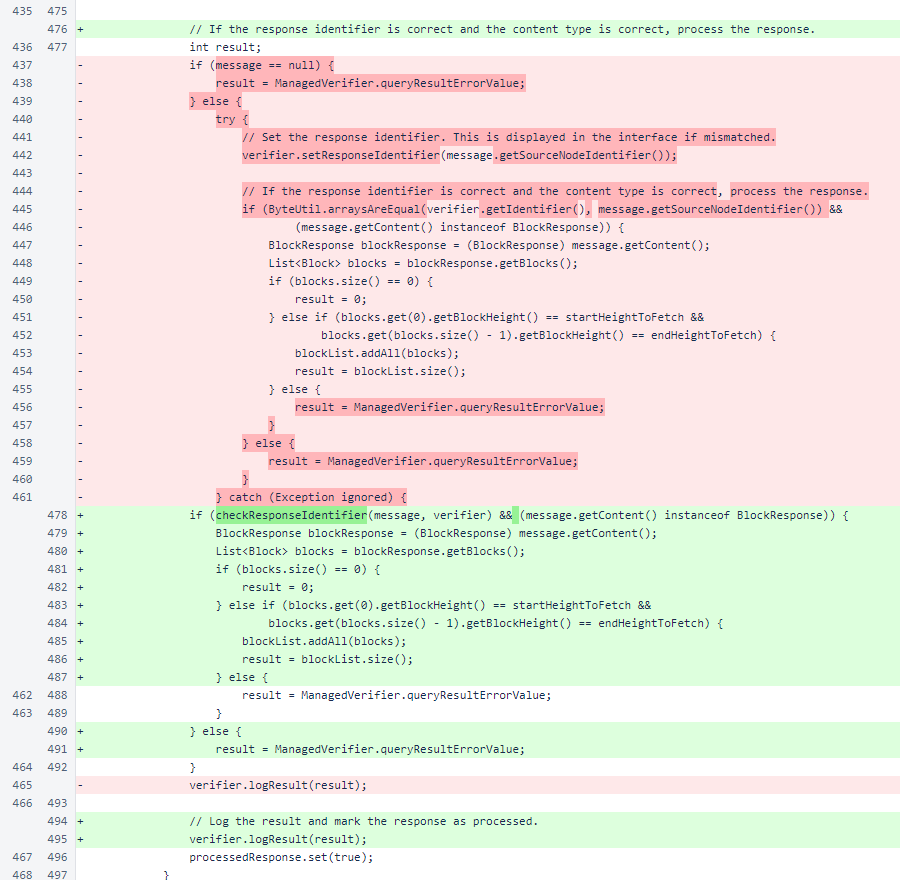 435 475
476 + // If the response identifier is correct and the content type is correct, process the response.
436 477 int result;
437 - if (message == null) {
438 - result = ManagedVerifier.queryResultErrorValue;
439 - } else {
440 - try {
441 - // Set the response identifier. This is displayed in the interface if mismatched.
442 - verifier.setResponseIdentifier(message.getSourceNodeIdentifier());
443 -
444 - // If the response identifier is correct and the content type is correct, process the response.
445 - if (ByteUtil.arraysAreEqual(verifier.getIdentifier(), message.getSourceNodeIdentifier()) &&
446 - (message.getContent() instanceof BlockResponse)) {
447 - BlockResponse blockResponse = (BlockResponse) message.getContent();
448 - List<Block> blocks = blockResponse.getBlocks();
449 - if (blocks.size() == 0) {
450 - result = 0;
451 - } else if (blocks.get(0).getBlockHeight() == startHeightToFetch &&
452 - blocks.get(blocks.size() - 1).getBlockHeight() == endHeightToFetch) {
453 - blockList.addAll(blocks);
454 - result = blockList.size();
455 - } else {
456 - result = ManagedVerifier.queryResultErrorValue;
457 - }
458 - } else {
459 - result = ManagedVerifier.queryResultErrorValue;
460 - }
461 - } catch (Exception ignored) {
478 + if (checkResponseIdentifier(message, verifier) && (message.getContent() instanceof BlockResponse)) {
479 + BlockResponse blockResponse = (BlockResponse) message.getContent();
480 + List<Block> blocks = blockResponse.getBlocks();
481 + if (blocks.size() == 0) {
482 + result = 0;
483 + } else if (blocks.get(0).getBlockHeight() == startHeightToFetch &&
484 + blocks.get(blocks.size() - 1).getBlockHeight() == endHeightToFetch) {
485 + blockList.addAll(blocks);
486 + result = blockList.size();
487 + } else {
462 488 result = ManagedVerifier.queryResultErrorValue;
463 489 }
490 + } else {
491 + result = ManagedVerifier.queryResultErrorValue;
464 492 }
465 - verifier.logResult(result);
466 493
494 + // Log the result and mark the response as processed.
495 + verifier.logResult(result);
467 496 processedResponse.set(true);
468 497 }